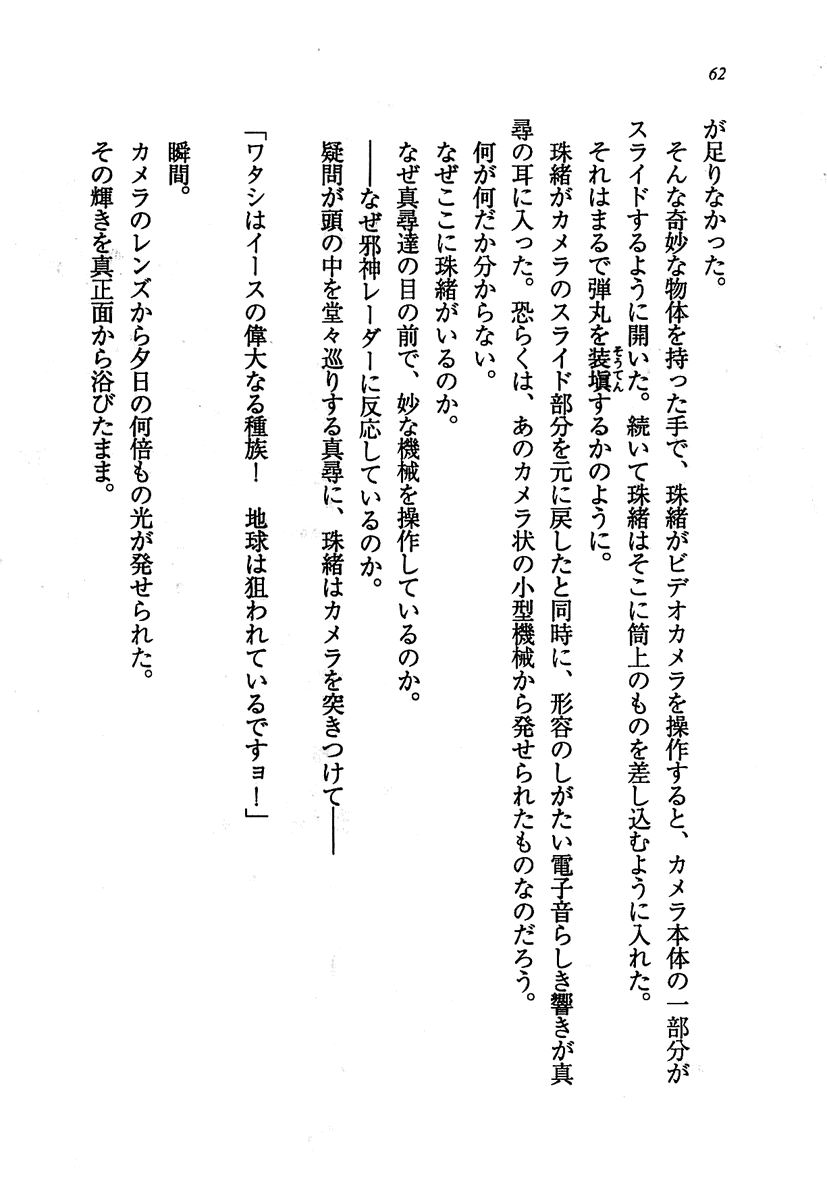 62
が足りなかった。
そんな奇妙な物体を持った手で、珠緒がビデオカメラを操作すると、カメラ本体の一部分が
スライドするように開いた。続いて珠緒はそこに筒上のものを差し込むように入れた。
それはまるで弾丸を装塡するかのように。
そうてん
珠緒がカメラのスライド部分を元に戻したと同時に、形容のしがたい電子音らしき響きが真
尋の耳に入った。恐らくは、あのカメラ状の小型機械から発せられたものなのだろう。
何が何だか分からない。
なぜここに珠緒がいるのか。
なぜ真尋達の目の前で、妙な機械を操作しているのか。
――なぜ邪神レーダーに反応しているのか。
疑問が頭の中を堂々巡りする真尋に、珠緒はカメラを突きつけて――
「ワタシはイースの偉大なる種族！　地球は狙われているですョ！」
瞬間。
カメラのレンズから夕日の何倍もの光が発せられた。
その輝きを真正面から浴びたまま。